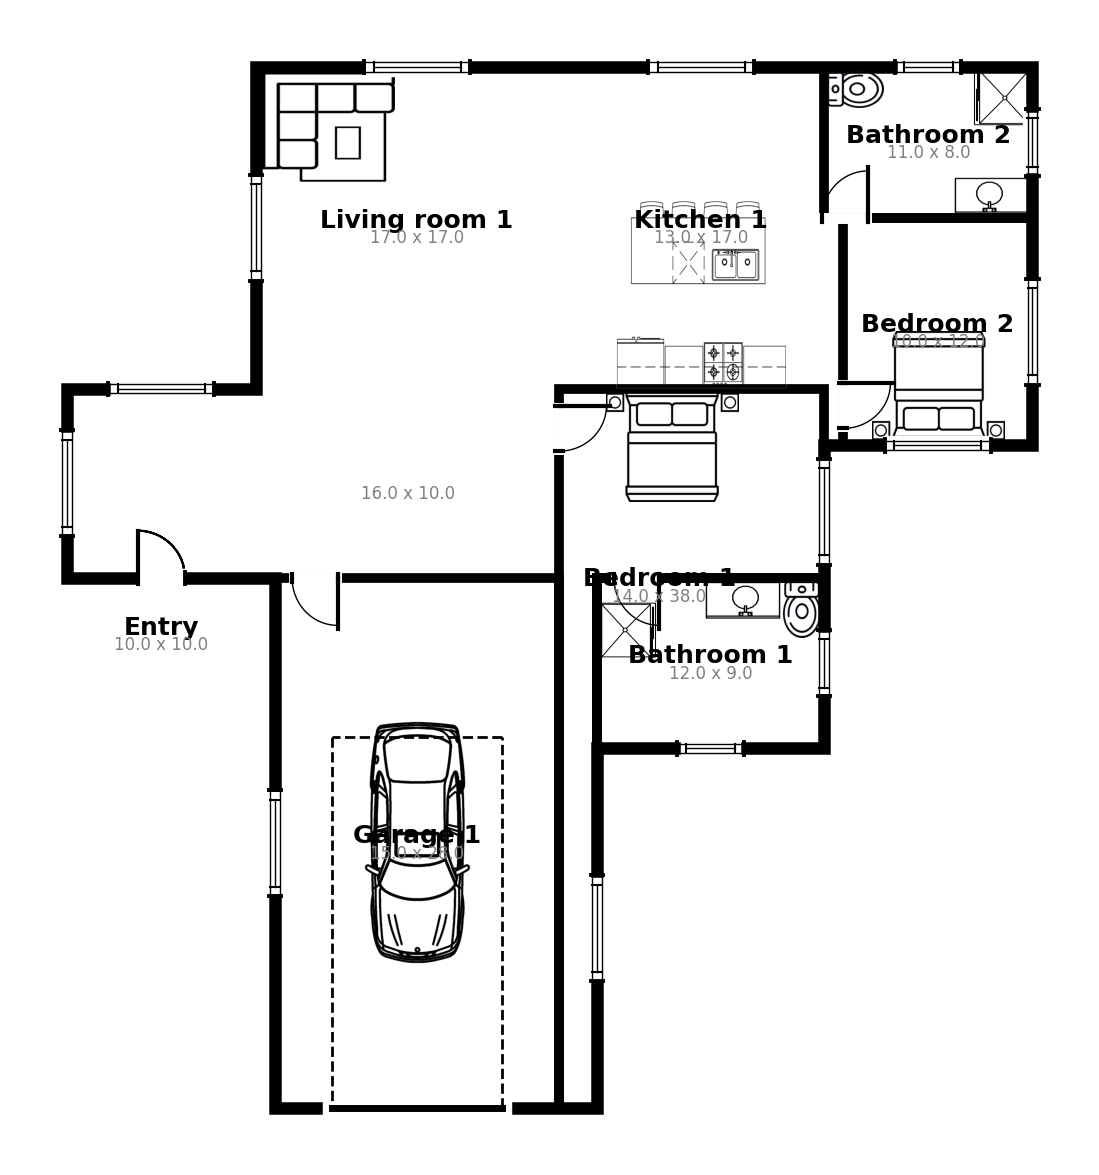 Bathroom 2
11.0 x 8.0
Living room 1
17.0 x 17.0
Kitchen 1
13.0 x 17.0
Bedroom 2
10.0 x 12.0
16.0 x 10.0
Bedroom 1
14.0 x 38.0
Entry
10.0 x 10.0
Bathroom 1
12.0 x 9.0
Garage 1
15.0 x 28.0